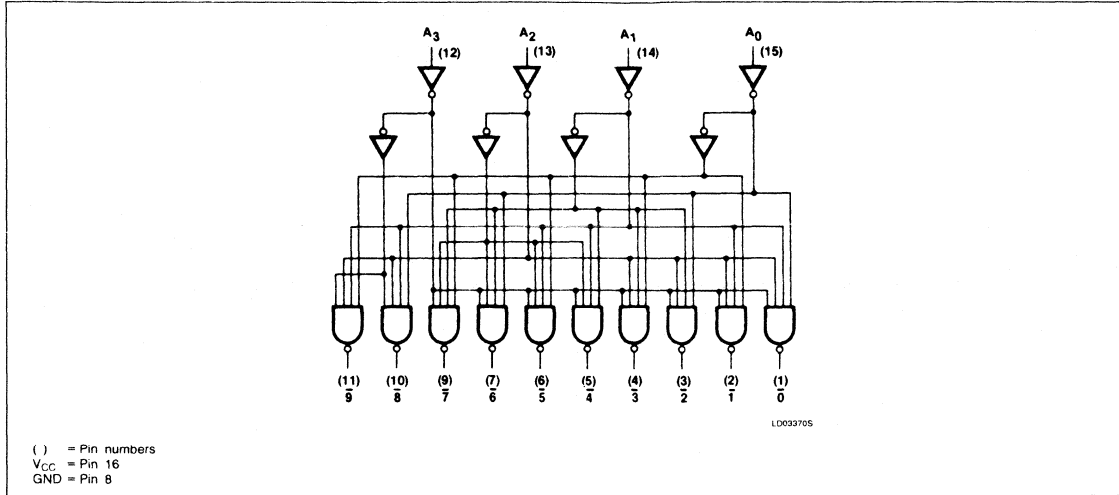 A3 A2 A1 A0
(12) (13) (14) (15)
(11) (10) (9) (7) (6) (5) (4) (3) (2) (1)
9̅ 8̅ 7̅ 6̅ 5̅ 4̅ 3̅ 2̅ 1̅ 0̅
LD03370S
( ) = Pin numbers
VCC = Pin 16
GND = Pin 8